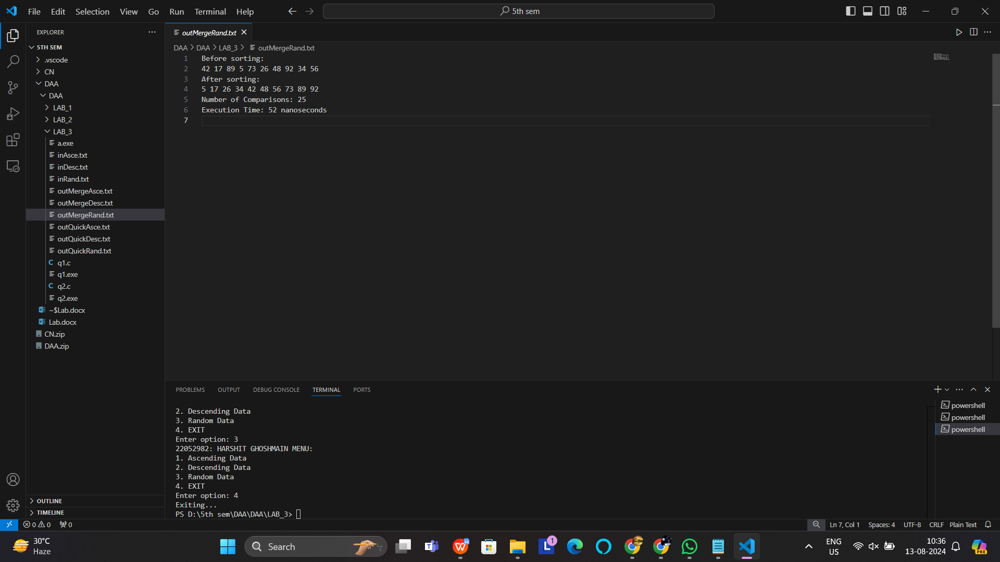 File Edit Selection View Go Run Terminal Help
5th sem
EXPLORER
5TH SEM
.vscode
CN
DAA
DAA
LAB_1
LAB_2
LAB_3
a.exe
inAsce.txt
inDesc.txt
inRand.txt
outMergeAsce.txt
outMergeDesc.txt
outMergeRand.txt
outQuickAsce.txt
outQuickDesc.txt
outQuickRand.txt
C q1.c
q1.exe
C q2.c
q2.exe
~$Lab.docx
Lab.docx
CN.zip
DAA.zip
OUTLINE
TIMELINE
outMergeRand.txt
DAA > DAA > LAB_3 > outMergeRand.txt
1 Before sorting:
2 42 17 89 5 73 26 48 92 34 56
3 After sorting:
4 5 17 26 34 42 48 56 73 89 92
5 Number of Comparisons: 25
6 Execution Time: 52 nanoseconds
7
PROBLEMS OUTPUT DEBUG CONSOLE TERMINAL PORTS
2. Descending Data
3. Random Data
4. EXIT
Enter option: 3
22052982: HARSHIT GHOSHMAIN MENU:
1. Ascending Data
2. Descending Data
3. Random Data
4. EXIT
Enter option: 4
Exiting...
PS D:\5th sem\DAA\DAA\LAB_3>
powershell
powershell
powershell
0 0 0
Ln 7, Col 1 Spaces: 4 UTF-8 CRLF Plain Text
30°C
Haze
Search
T
W
L
1
ENG
US
10:36
13-08-2024
PRE